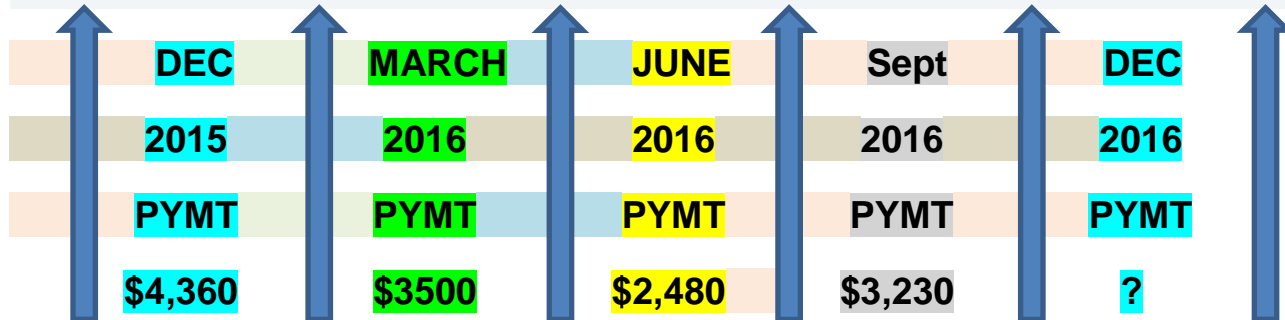 DEC MARCH JUNE Sept DEC
2015 2016 2016 2016 2016
PYMT PYMT PYMT PYMT PYMT
$4,360 $3500 $2,480 $3,230 ?